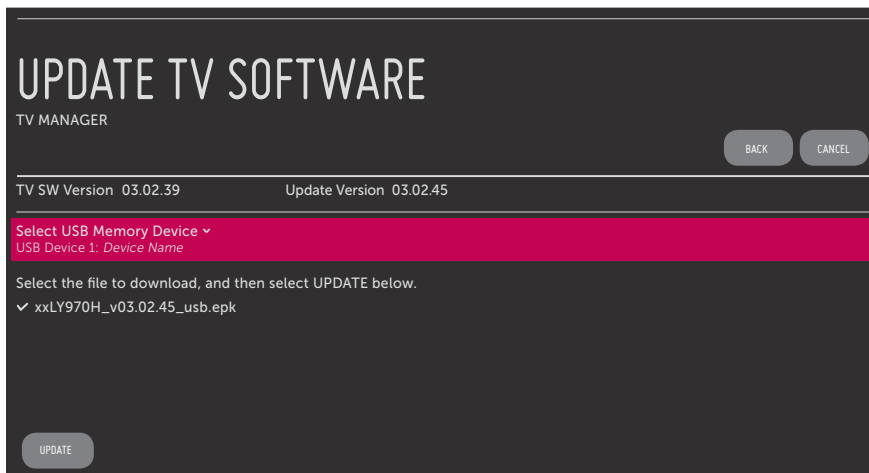 UPDATE TV SOFTWARE
TV MANAGER
BACK CANCEL
TV SW Version 03.02.39 Update Version 03.02.45
Select USB Memory Device
USB Device 1: Device Name
Select the file to download, and then select UPDATE below.
xxLY970H_v03.02.45_usb.epk
UPDATE